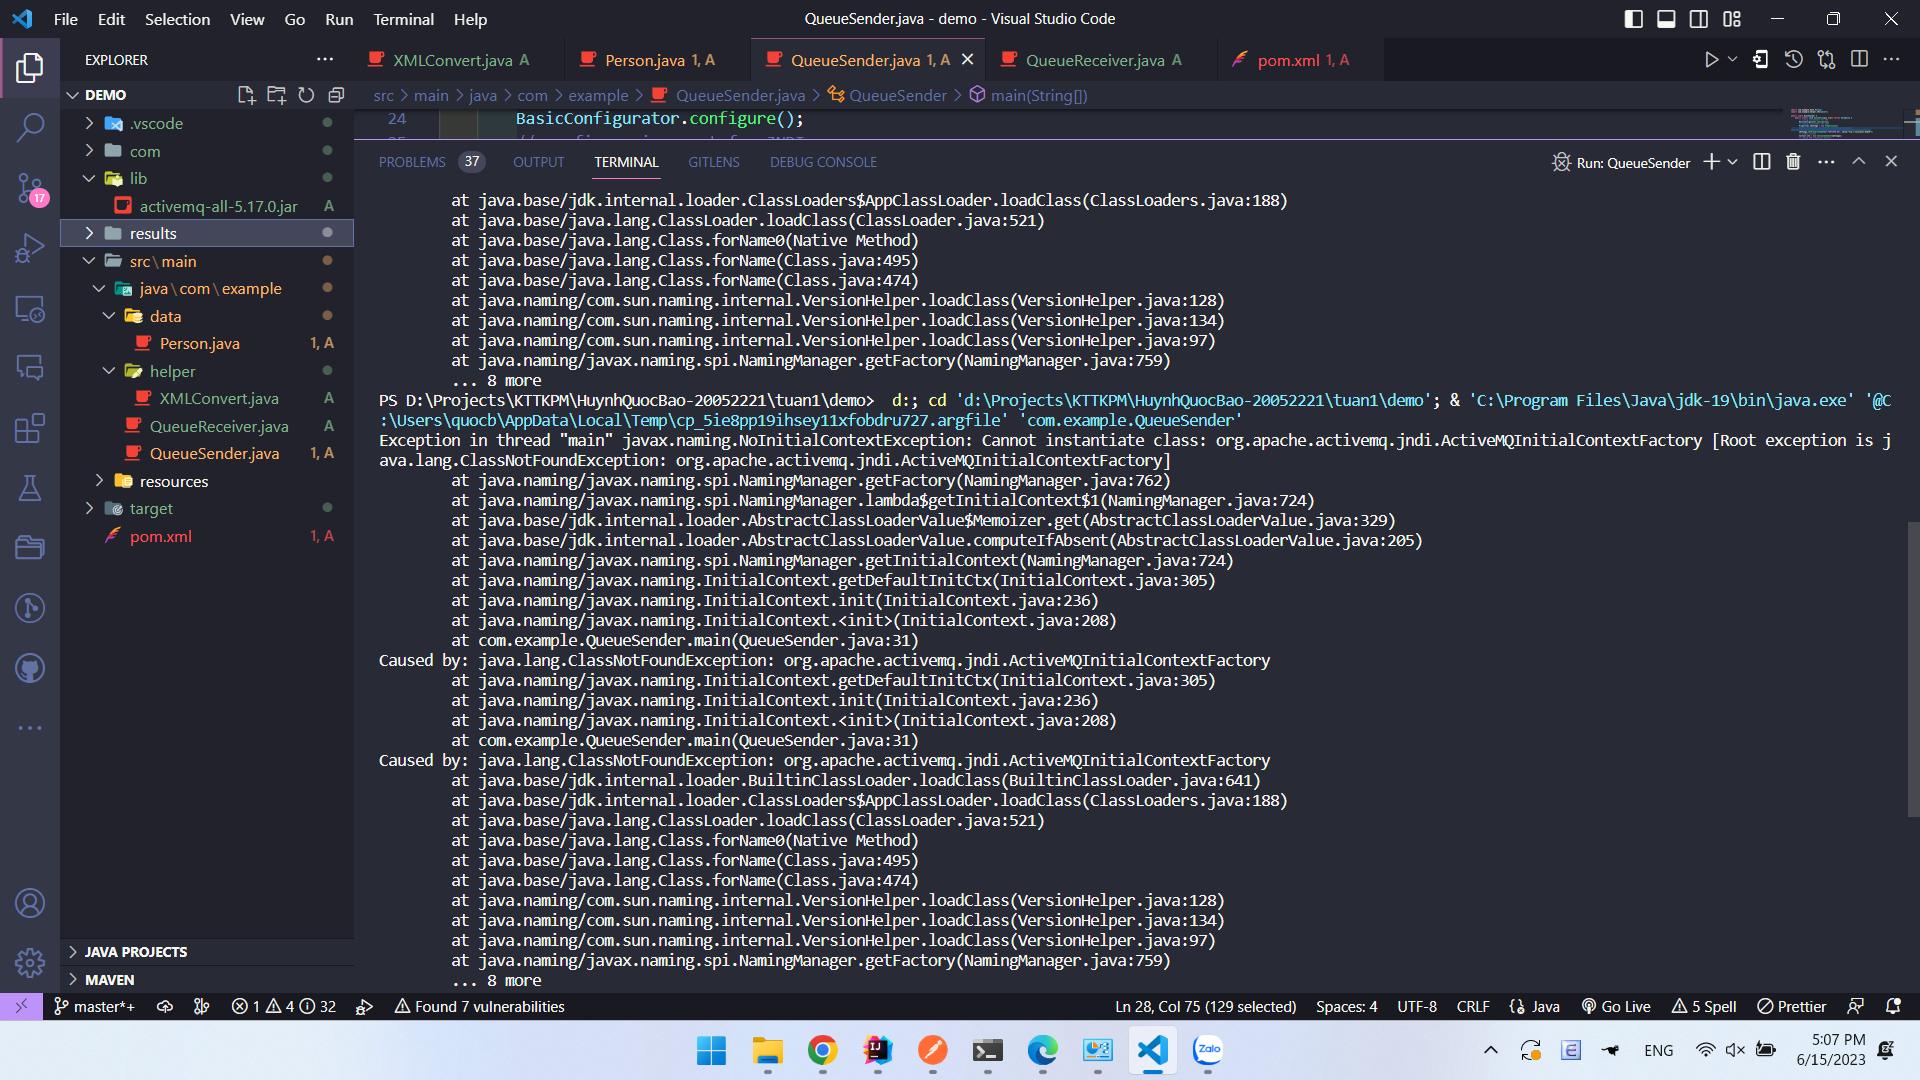 File Edit Selection View Go Run Terminal Help
QueueSender.java - demo - Visual Studio Code
EXPLORER
XMLConvert.java A
Person.java 1, A
QueueSender.java 1, A
QueueReceiver.java A
pom.xml 1, A
DEMO
src > main > java > com > example > QueueSender.java > QueueSender > main(String[])
24 BasicConfigurator.configure();
PROBLEMS 37 OUTPUT TERMINAL GITLENS DEBUG CONSOLE
Run: QueueSender
.vscode
com
lib
activemq-all-5.17.0.jar A
results
src\main
java\com\example
data
Person.java 1, A
helper
XMLConvert.java A
QueueReceiver.java A
QueueSender.java 1, A
resources
target
pom.xml 1, A
17
JAVA PROJECTS
MAVEN
at java.base/jdk.internal.loader.ClassLoaders$AppClassLoader.loadClass(ClassLoaders.java:188)
at java.base/java.lang.ClassLoader.loadClass(ClassLoader.java:521)
at java.base/java.lang.Class.forName0(Native Method)
at java.base/java.lang.Class.forName(Class.java:495)
at java.base/java.lang.Class.forName(Class.java:474)
at java.naming/com.sun.naming.internal.VersionHelper.loadClass(VersionHelper.java:128)
at java.naming/com.sun.naming.internal.VersionHelper.loadClass(VersionHelper.java:134)
at java.naming/com.sun.naming.internal.VersionHelper.loadClass(VersionHelper.java:97)
at java.naming/javax.naming.spi.NamingManager.getFactory(NamingManager.java:759)
... 8 more
PS D:\Projects\KTTKPM\HuynhQuocBao-20052221\tuan1\demo> d:; cd 'd:\Projects\KTTKPM\HuynhQuocBao-20052221\tuan1\demo'; & 'C:\Program Files\Java\jdk-19\bin\java.exe' '@C
:\Users\quocb\AppData\Local\Temp\cp_5ie8pp19ihsey11xfobdru727.argfile' 'com.example.QueueSender'
Exception in thread "main" javax.naming.NoInitialContextException: Cannot instantiate class: org.apache.activemq.jndi.ActiveMQInitialContextFactory [Root exception is j
ava.lang.ClassNotFoundException: org.apache.activemq.jndi.ActiveMQInitialContextFactory]
at java.naming/javax.naming.spi.NamingManager.getFactory(NamingManager.java:762)
at java.naming/javax.naming.spi.NamingManager.lambda$getInitialContext$1(NamingManager.java:724)
at java.base/jdk.internal.loader.AbstractClassLoaderValue$Memoizer.get(AbstractClassLoaderValue.java:329)
at java.base/jdk.internal.loader.AbstractClassLoaderValue.computeIfAbsent(AbstractClassLoaderValue.java:205)
at java.naming/javax.naming.spi.NamingManager.getInitialContext(NamingManager.java:724)
at java.naming/javax.naming.InitialContext.getDefaultInitCtx(InitialContext.java:305)
at java.naming/javax.naming.InitialContext.init(InitialContext.java:236)
at java.naming/javax.naming.InitialContext.<init>(InitialContext.java:208)
at com.example.QueueSender.main(QueueSender.java:31)
Caused by: java.lang.ClassNotFoundException: org.apache.activemq.jndi.ActiveMQInitialContextFactory
at java.naming/javax.naming.InitialContext.getDefaultInitCtx(InitialContext.java:305)
at java.naming/javax.naming.InitialContext.init(InitialContext.java:236)
at java.naming/javax.naming.InitialContext.<init>(InitialContext.java:208)
at com.example.QueueSender.main(QueueSender.java:31)
Caused by: java.lang.ClassNotFoundException: org.apache.activemq.jndi.ActiveMQInitialContextFactory
at java.base/jdk.internal.loader.BuiltinClassLoader.loadClass(BuiltinClassLoader.java:641)
at java.base/jdk.internal.loader.ClassLoaders$AppClassLoader.loadClass(ClassLoaders.java:188)
at java.base/java.lang.ClassLoader.loadClass(ClassLoader.java:521)
at java.base/java.lang.Class.forName0(Native Method)
at java.base/java.lang.Class.forName(Class.java:495)
at java.base/java.lang.Class.forName(Class.java:474)
at java.naming/com.sun.naming.internal.VersionHelper.loadClass(VersionHelper.java:128)
at java.naming/com.sun.naming.internal.VersionHelper.loadClass(VersionHelper.java:134)
at java.naming/com.sun.naming.internal.VersionHelper.loadClass(VersionHelper.java:97)
at java.naming/javax.naming.spi.NamingManager.getFactory(NamingManager.java:759)
... 8 more
master*+ 1 4 32 Found 7 vulnerabilities
Ln 28, Col 75 (129 selected) Spaces: 4 UTF-8 CRLF Java Go Live 5 Spell Prettier
Zalo
ENG
5:07 PM
6/15/2023